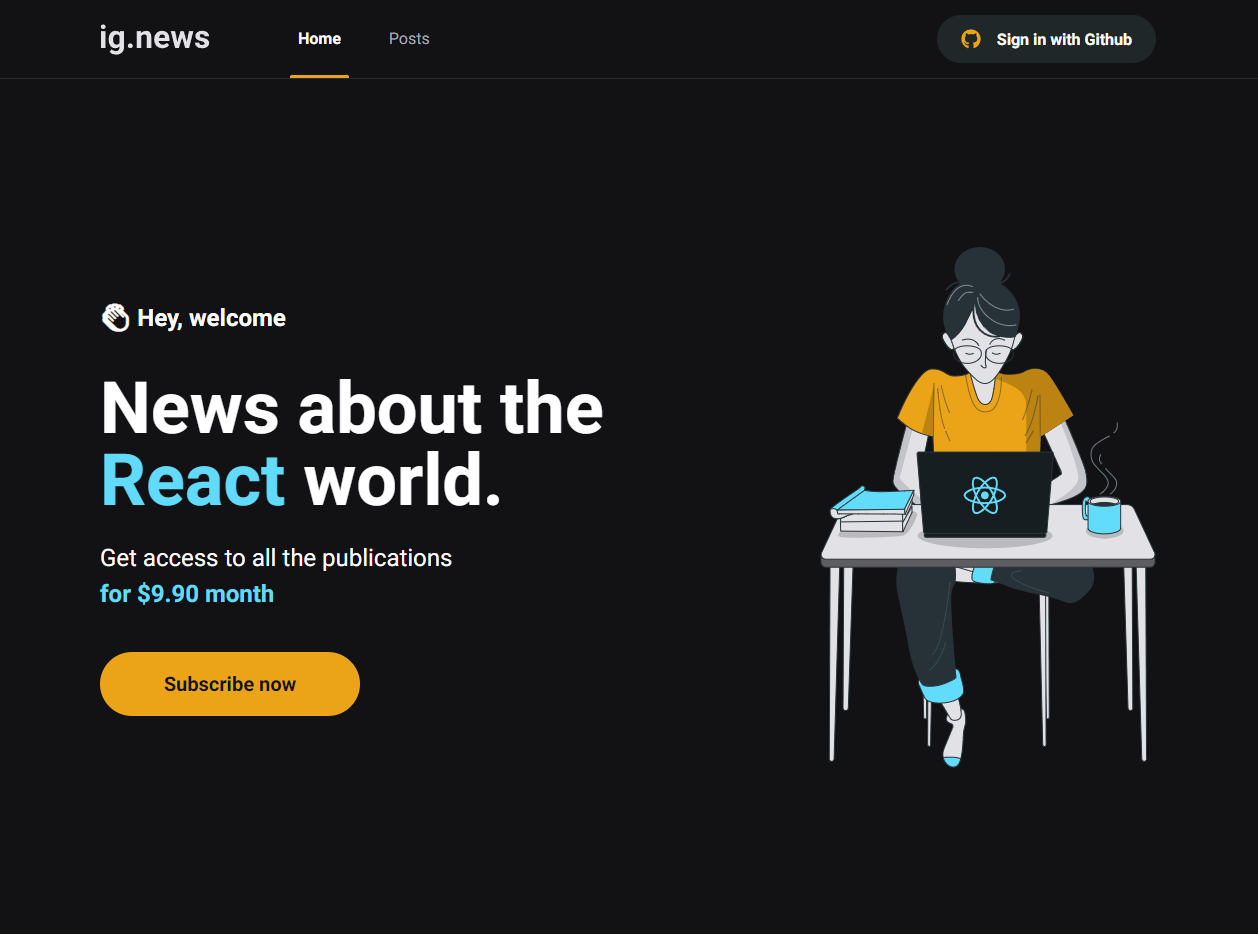 ig.news
Home
Posts
Sign in with Github
👏 Hey, welcome
News about the
React world.
Get access to all the publications
for $9.90 month
Subscribe now